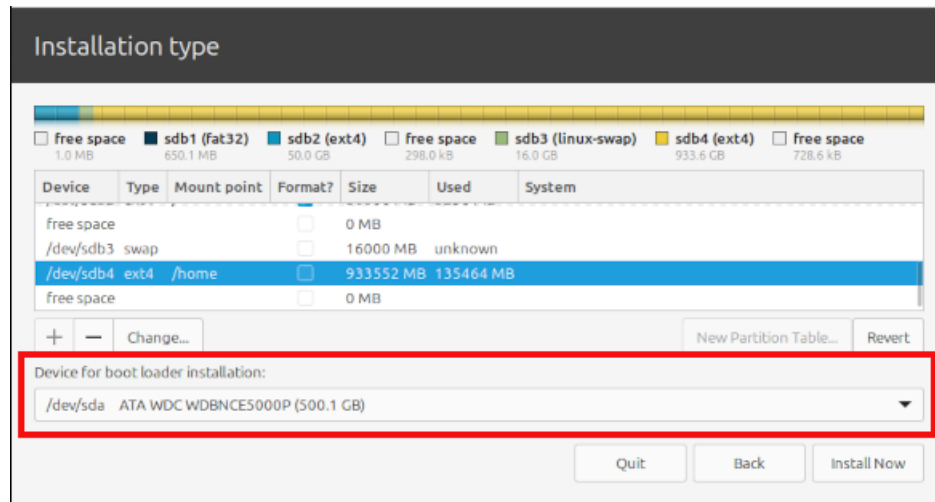 Installation type
free space sdb1 (fat32) sdb2 (ext4) free space sdb3 (linux-swap) sdb4 (ext4) free space
1.0 MB 650.1 MB 50.0 GB 298.0 kB 16.0 GB 933.6 GB 728.6 kB
Device Type Mount point Format? Size Used System
free space 0 MB
/dev/sdb3 swap 16000 MB unknown
/dev/sdb4 ext4 /home 933552 MB 135464 MB
free space 0 MB
+ − Change... New Partition Table... Revert
Device for boot loader installation:
/dev/sda ATA WDC WDBNCE5000P (500.1 GB)
Quit Back Install Now